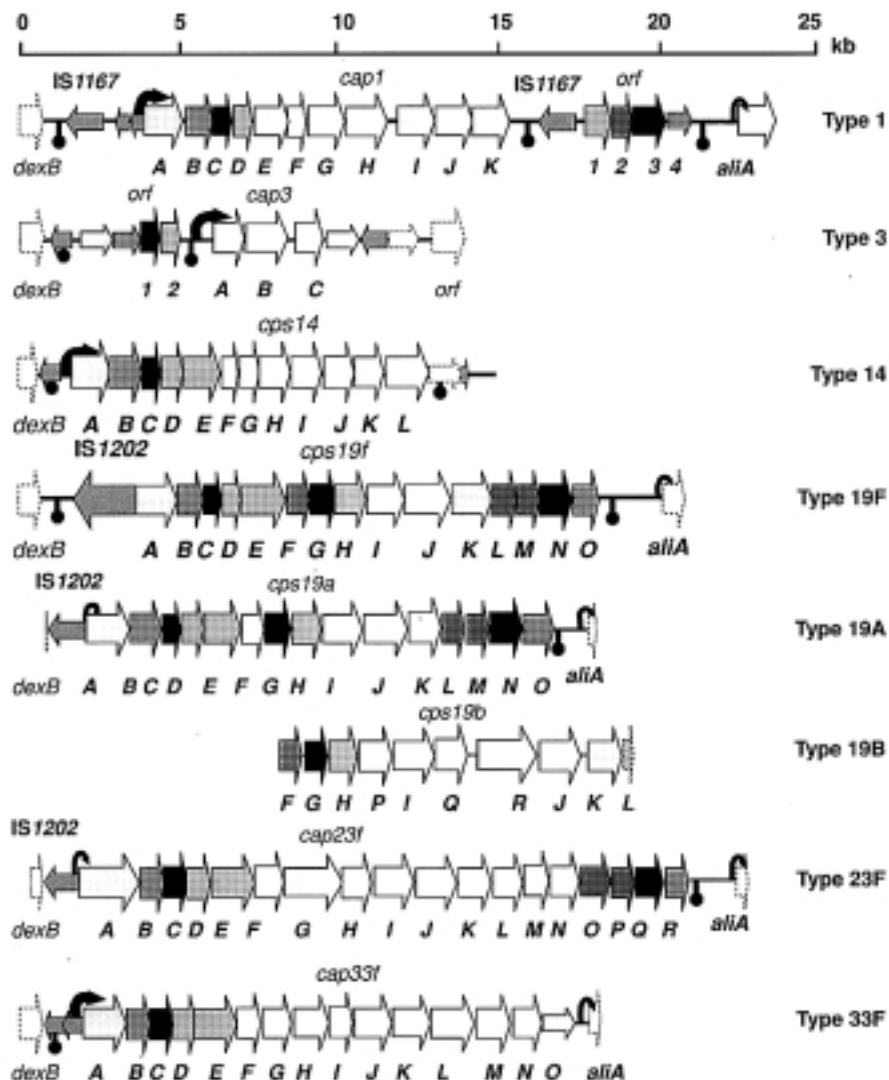 0 5 10 15 20 25
kb
IS1167 cap1 IS1167 orf
Type 1
dexB A B C D E F G H I J K 1 2 3 4 aliA
orf cap3
Type 3
dexB 1 2 A B C orf
cps14
Type 14
dexB A B C D E F G H I J K L
IS1202 cps19f
Type 19F
dexB A B C D E F G H I J K L M N O aliA
IS1202 cps19a
Type 19A
dexB A B C D E F G H I J K L M N O aliA
cps19b
Type 19B
F G H P I Q R J K L
IS1202 cap23f
Type 23F
dexB A B C D E F G H I J K L M N O P Q R aliA
cap33f
Type 33F
dexB A B C D E F G H I J K L M N O aliA